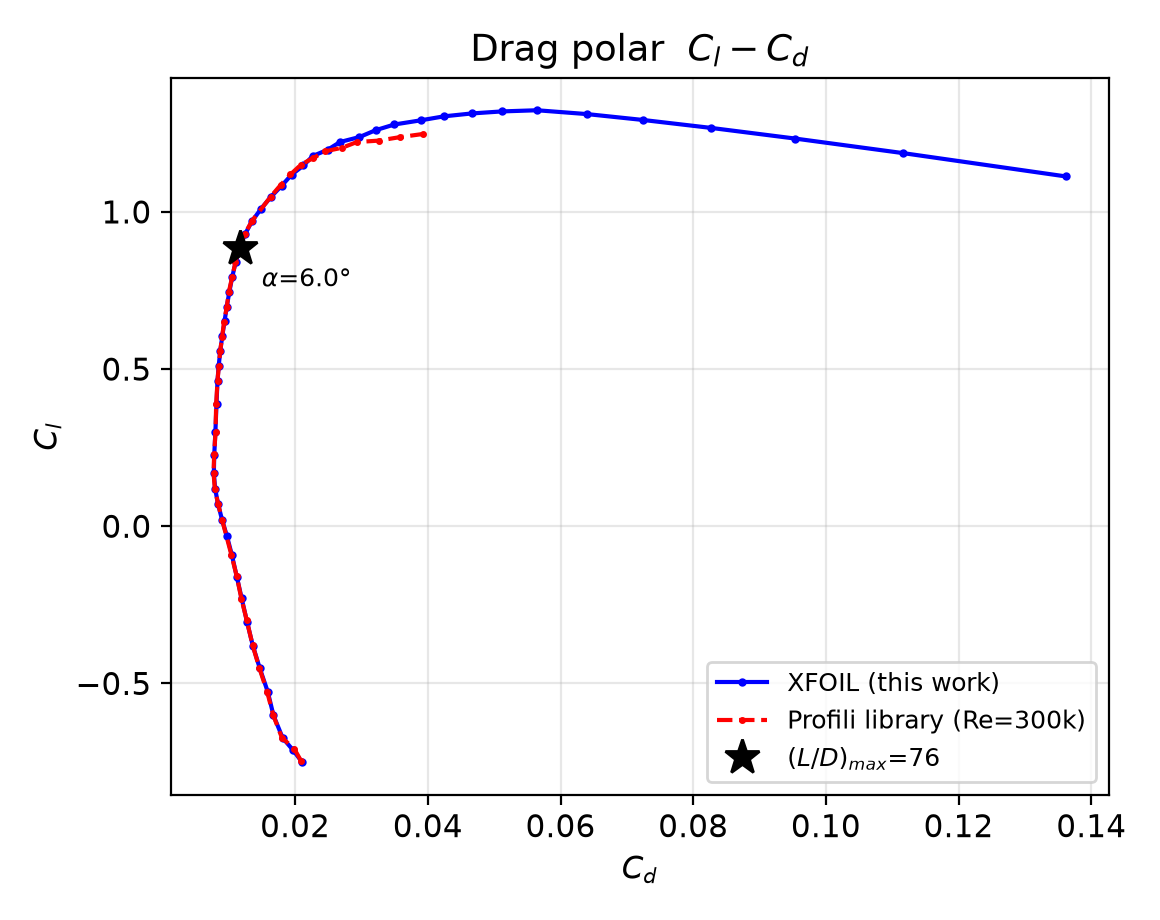 Drag polar  $C_l - C_d$
1.0
α=6.0°
0.5
C_l
0.0
−0.5
XFOIL (this work)
Profili library (Re=300k)
(L/D)_{max}=76
0.02 0.04 0.06 0.08 0.10 0.12 0.14
C_d